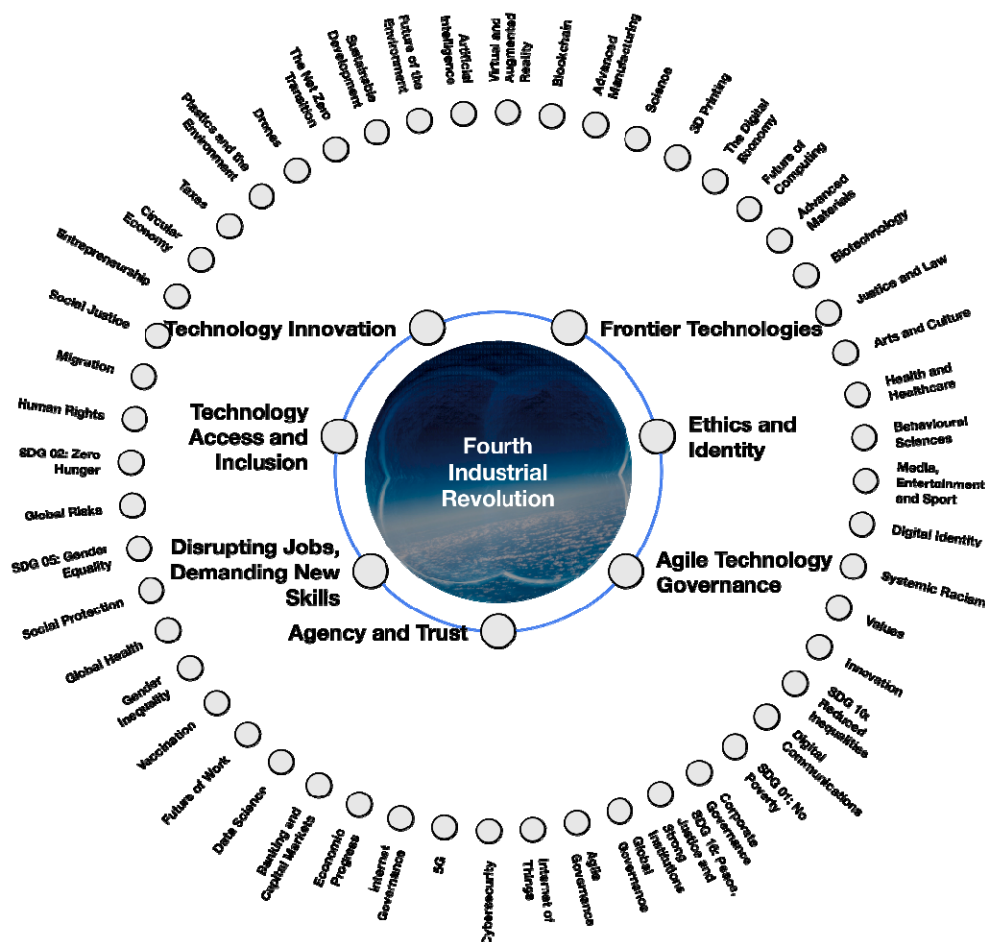 Fourth
Industrial
Revolution
Frontier Technologies
Ethics and
Identity
Agile Technology
Governance
Agency and Trust
Disrupting Jobs,
Demanding New
Skills
Technology
Access and
Inclusion
Technology Innovation
Virtual and
Augmented
Reality
Blockchain
Advanced
Manufacturing
Science
3D Printing
The Digital
Economy
Future of
Computing
Advanced
Materials
Biotechnology
Justice and Law
Arts and Culture
Health and
Healthcare
Behavioural
Sciences
Media,
Entertainment
and Sport
Digital Identity
Systemic Racism
Values
Innovation
SDG 10:
Reduced
Inequalities
Digital
Communications
SDG 01: No
Poverty
Corporate
Governance
SDG 16: Peace,
Justice and
Strong
Institutions
Global
Governance
Agile
Governance
Internet of
Things
Cybersecurity
5G
Internet
Governance
Economic
Progress
Banking and
Capital Markets
Data Science
Future of Work
Vaccination
Gender
Inequality
Global Health
Social Protection
SDG 05: Gender
Equality
Global Risks
SDG 02: Zero
Hunger
Human Rights
Migration
Social Justice
Entrepreneurship
Circular
Economy
Taxes
Plastics and the
Environment
Drones
The Net Zero
Transition
Sustainable
Development
Future of the
Environment
Artificial
Intelligence